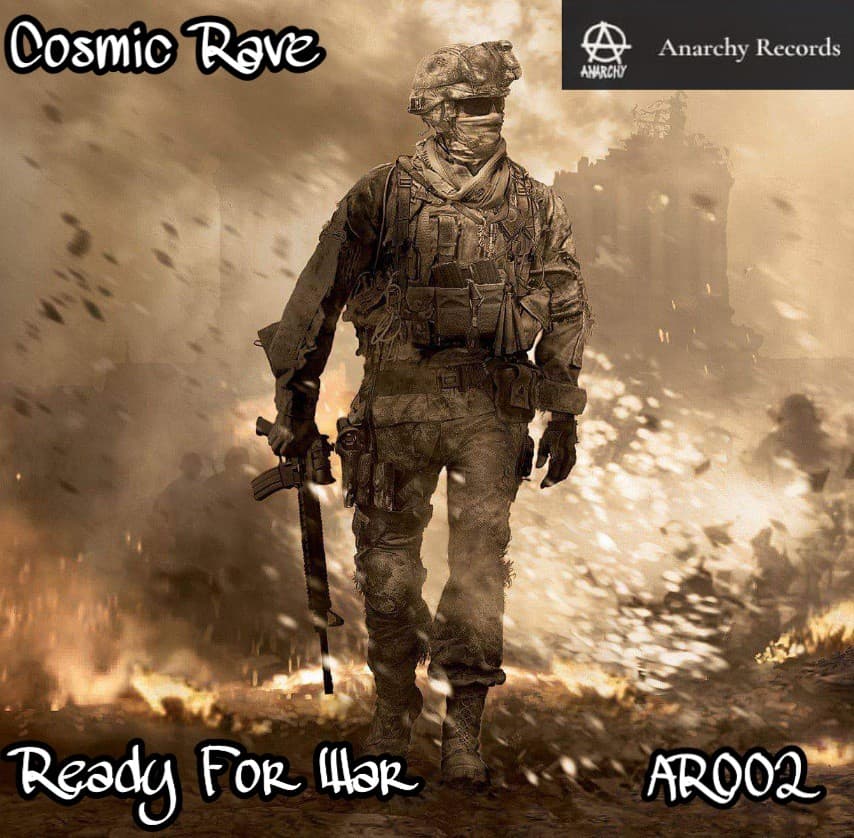 Cosmic Rave
ANARCHY
Anarchy Records
Ready For War
AR002